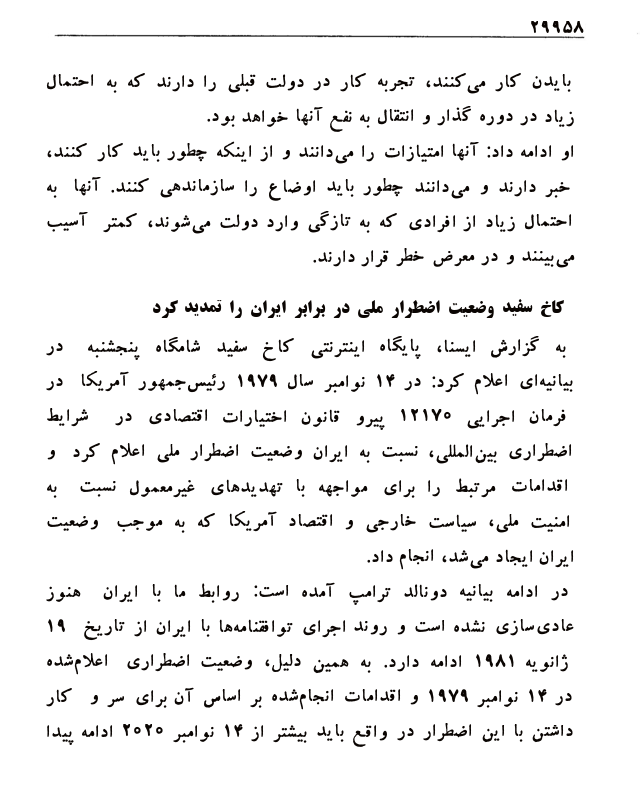 ۲۹۹۵۸
بایدن کار می‌کنند، تجربه کار در دولت قبلی را دارند که به احتمال
زیاد در دوره گذار و انتقال به نفع آنها خواهد بود.
او ادامه داد: آنها امتیازات را می‌دانند و از اینکه چطور باید کار کنند،
خبر دارند و می‌دانند چطور باید اوضاع را سازماندهی کنند. آنها به
احتمال زیاد از افرادی که به تازگی وارد دولت می‌شوند، کمتر آسیب
می‌بینند و در معرض خطر قرار دارند.
کاخ سفید وضعیت اضطرار ملی در برابر ایران را تمدید کرد
به گزارش ایسنا، پایگاه اینترنتی کاخ سفید شامگاه پنجشنبه در
بیانیه‌ای اعلام کرد: در ۱۴ نوامبر سال ۱۹۷۹ رئیس‌جمهور آمریکا در
فرمان اجرایی ۱۲۱۷۰ پیرو قانون اختیارات اقتصادی در شرایط
اضطراری بین‌المللی، نسبت به ایران وضعیت اضطرار ملی اعلام کرد و
اقدامات مرتبط را برای مواجهه با تهدیدهای غیرمعمول نسبت به
امنیت ملی، سیاست خارجی و اقتصاد آمریکا که به موجب وضعیت
ایران ایجاد می‌شد، انجام داد.
در ادامه بیانیه دونالد ترامپ آمده است: روابط ما با ایران هنوز
عادی‌سازی نشده است و روند اجرای توافقنامه‌ها با ایران از تاریخ ۱۹
ژانویه ۱۹۸۱ ادامه دارد. به همین دلیل، وضعیت اضطراری اعلام‌شده
در ۱۴ نوامبر ۱۹۷۹ و اقدامات انجام‌شده بر اساس آن برای سر و کار
داشتن با این اضطرار در واقع باید بیشتر از ۱۴ نوامبر ۲۰۲۰ ادامه پیدا